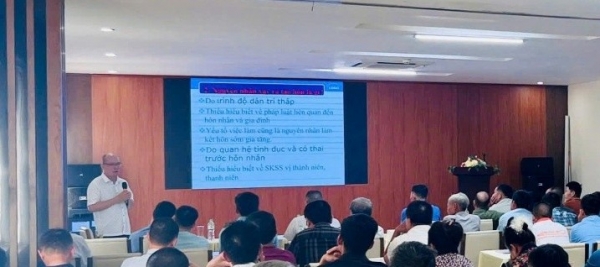 Do trình độ dân trí thấp
Thiếu hiểu biết về pháp luật liên quan đến
hôn nhân và gia đình
Yếu tố việc làm cũng là nguyên nhân làm
kết hôn sớm gia tăng.
Do quan hệ tình dục và có thai
trước hôn nhân
Thiếu hiểu biết về SKSS vị thành niên,
thanh niên